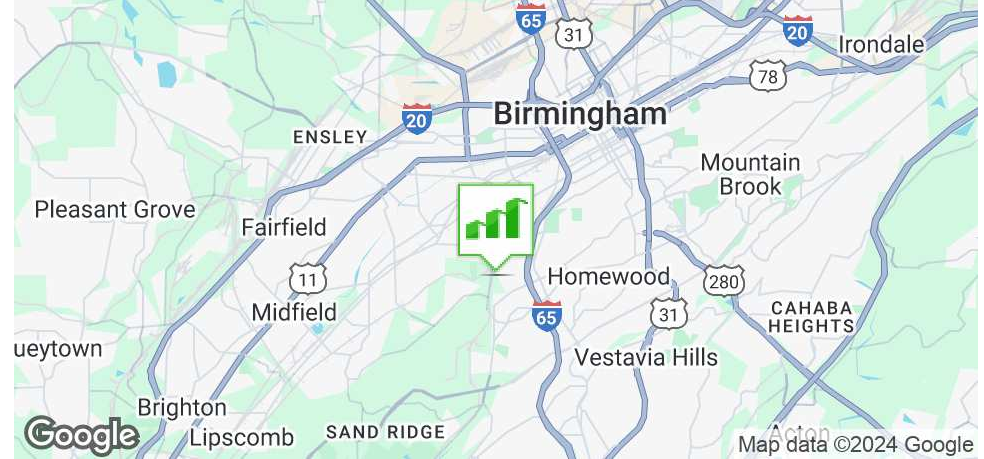 65
31
20
Irondale
78
Birmingham
20
ENSLEY
Mountain
Brook
Pleasant Grove
Fairfield
11
Homewood
280
Midfield
65
31
CAHABA
HEIGHTS
ueytown
Vestavia Hills
Brighton
Lipscomb
SAND RIDGE
Acton
Google
Map data ©2024 Google